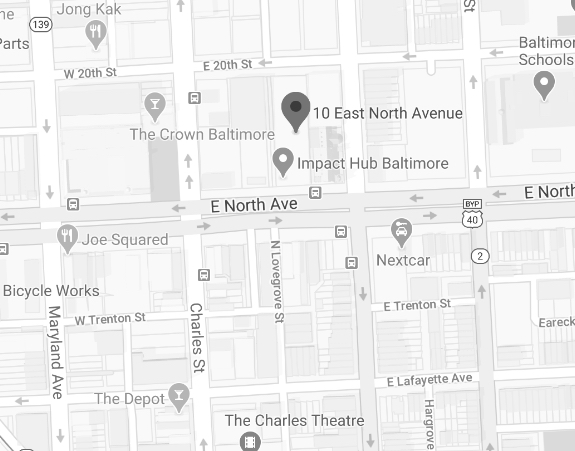 Jong Kak
St
139
Parts
W 20th St
E 20th St
Baltimor
Schools
10 East North Avenue
The Crown Baltimore
Impact Hub Baltimore
E North Ave
E North
BYP
40
Joe Squared
Nextcar
2
Bicycle Works
N Lovegrove St
E Trenton St
Maryland Ave
Charles St
W Trenton St
Eareck
E Lafayette Ave
The Depot
Hargrove
The Charles Theatre